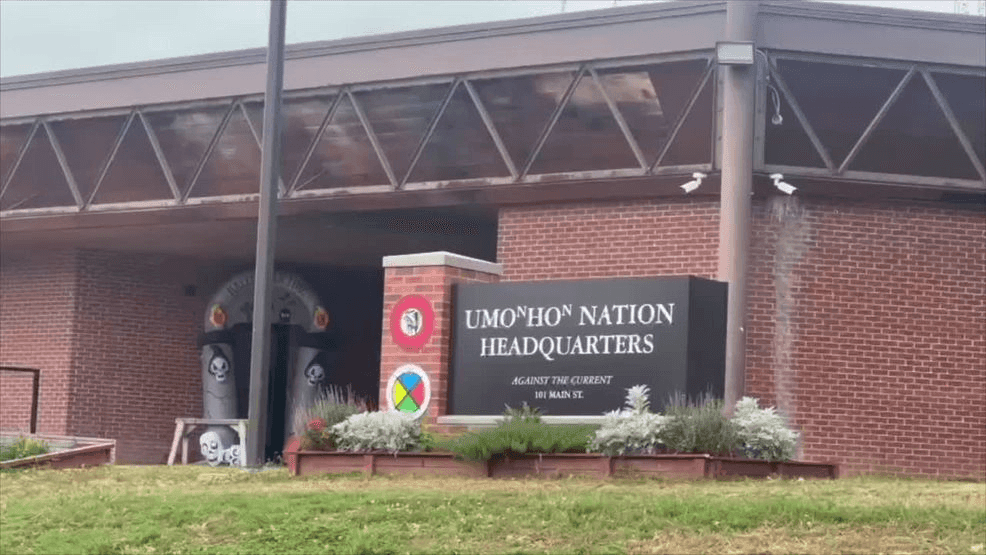 UMOᴺHOᴺ NATION
HEADQUARTERS
AGAINST THE CURRENT
101 MAIN ST.